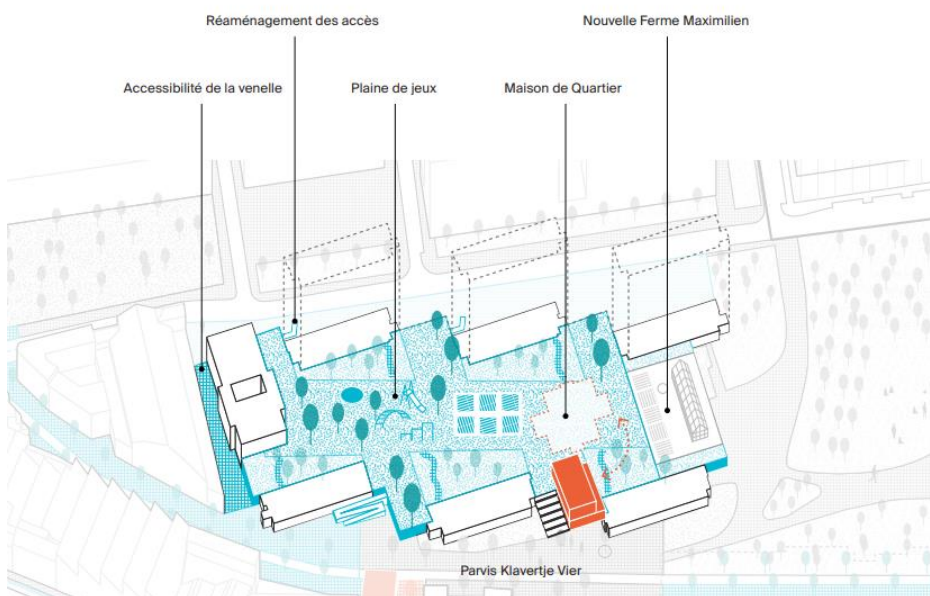 Réaménagement des accès
Nouvelle Ferme Maximilien
Accessibilité de la venelle
Plaine de jeux
Maison de Quartier
Parvis Klavertje Vier